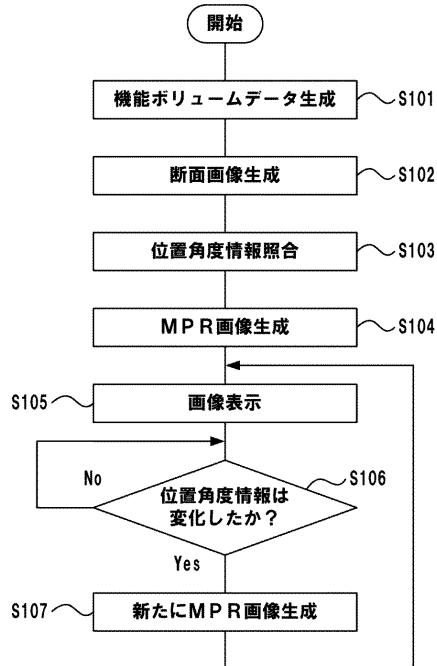 開始
機能ボリュームデータ生成
S101
断面画像生成
S102
位置角度情報照合
S103
MPR画像生成
S104
S105
画像表示
No
位置角度情報は
変化したか?
S106
Yes
S107
新たにMPR画像生成